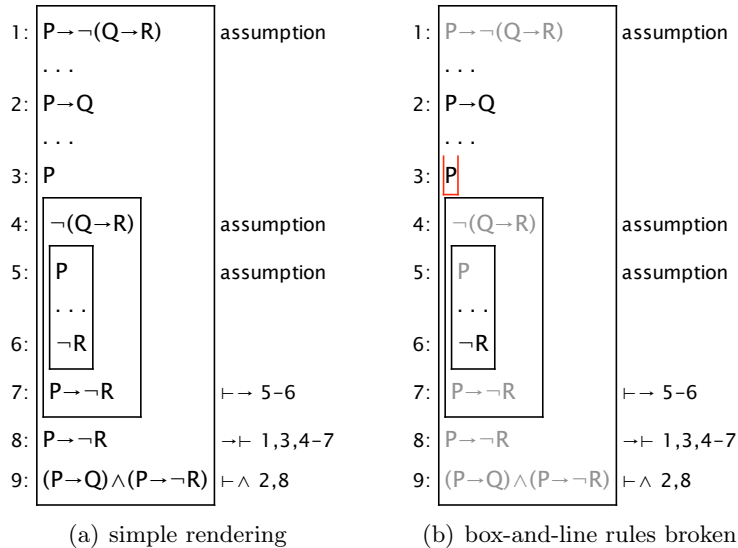 1: P→¬(Q→R) assumption
. . .
2: P→Q
. . .
3: P
4: ¬(Q→R) assumption
5: P assumption
. . .
6: ¬R
7: P→¬R ⊢→ 5-6
8: P→¬R →⊢ 1,3,4-7
9: (P→Q)∧(P→¬R) ⊢∧ 2,8
(a) simple rendering
1: P→¬(Q→R) assumption
. . .
2: P→Q
. . .
3: P
4: ¬(Q→R) assumption
5: P assumption
. . .
6: ¬R
7: P→¬R ⊢→ 5-6
8: P→¬R →⊢ 1,3,4-7
9: (P→Q)∧(P→¬R) ⊢∧ 2,8
(b) box-and-line rules broken